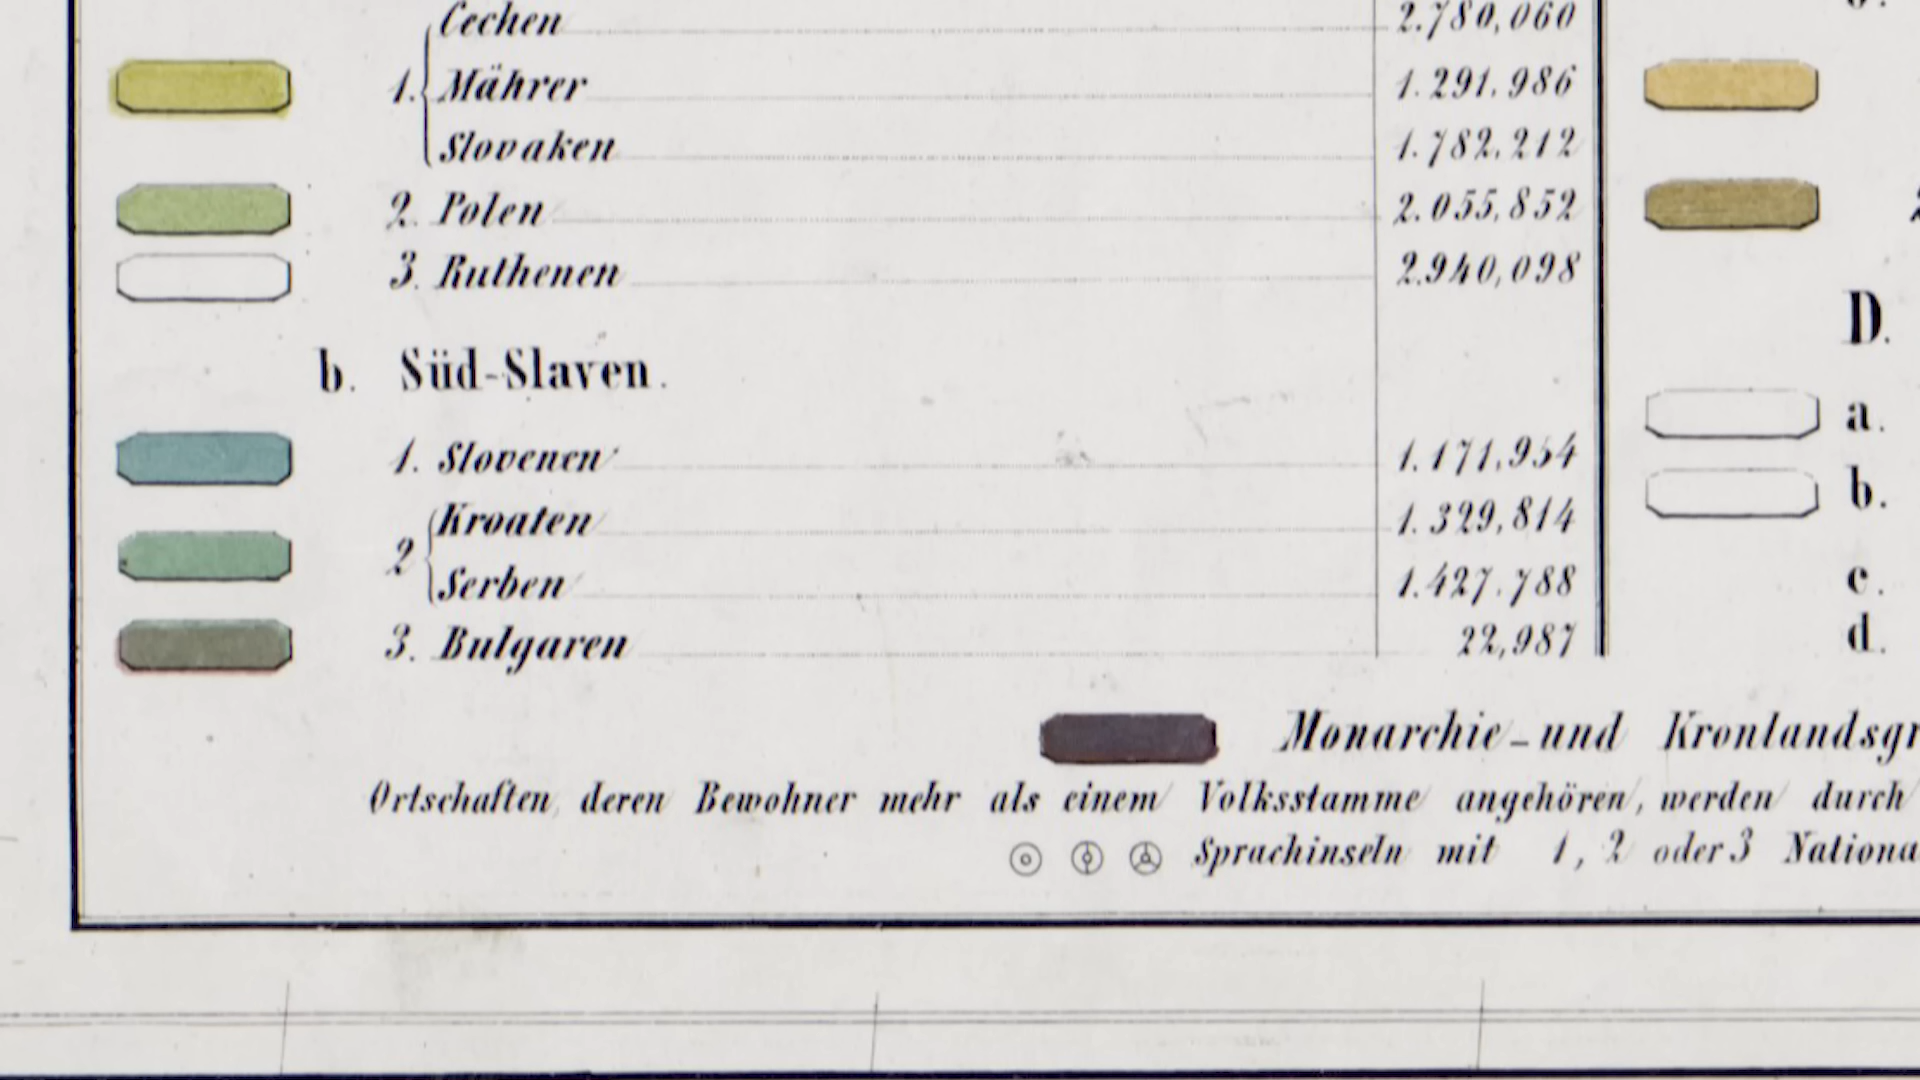 Čechen 2.780,060
1. Mährer 1.291.986
Slovaken 1.782.212
2. Polen 2.055,852
3. Ruthenen 2.940,098
b. Süd-Slaven.
1. Slovenen 1.171,954
2 Kroaten 1.329,814
Serben 1.427.788
3. Bulgaren 22,987
D.
a.
b.
c.
d.
Monarchie-und
Ortschaften, deren Bewohner mehr als einem Volksstamme angehören, werden durch
Sprachinseln mit 1, 2 oder 3